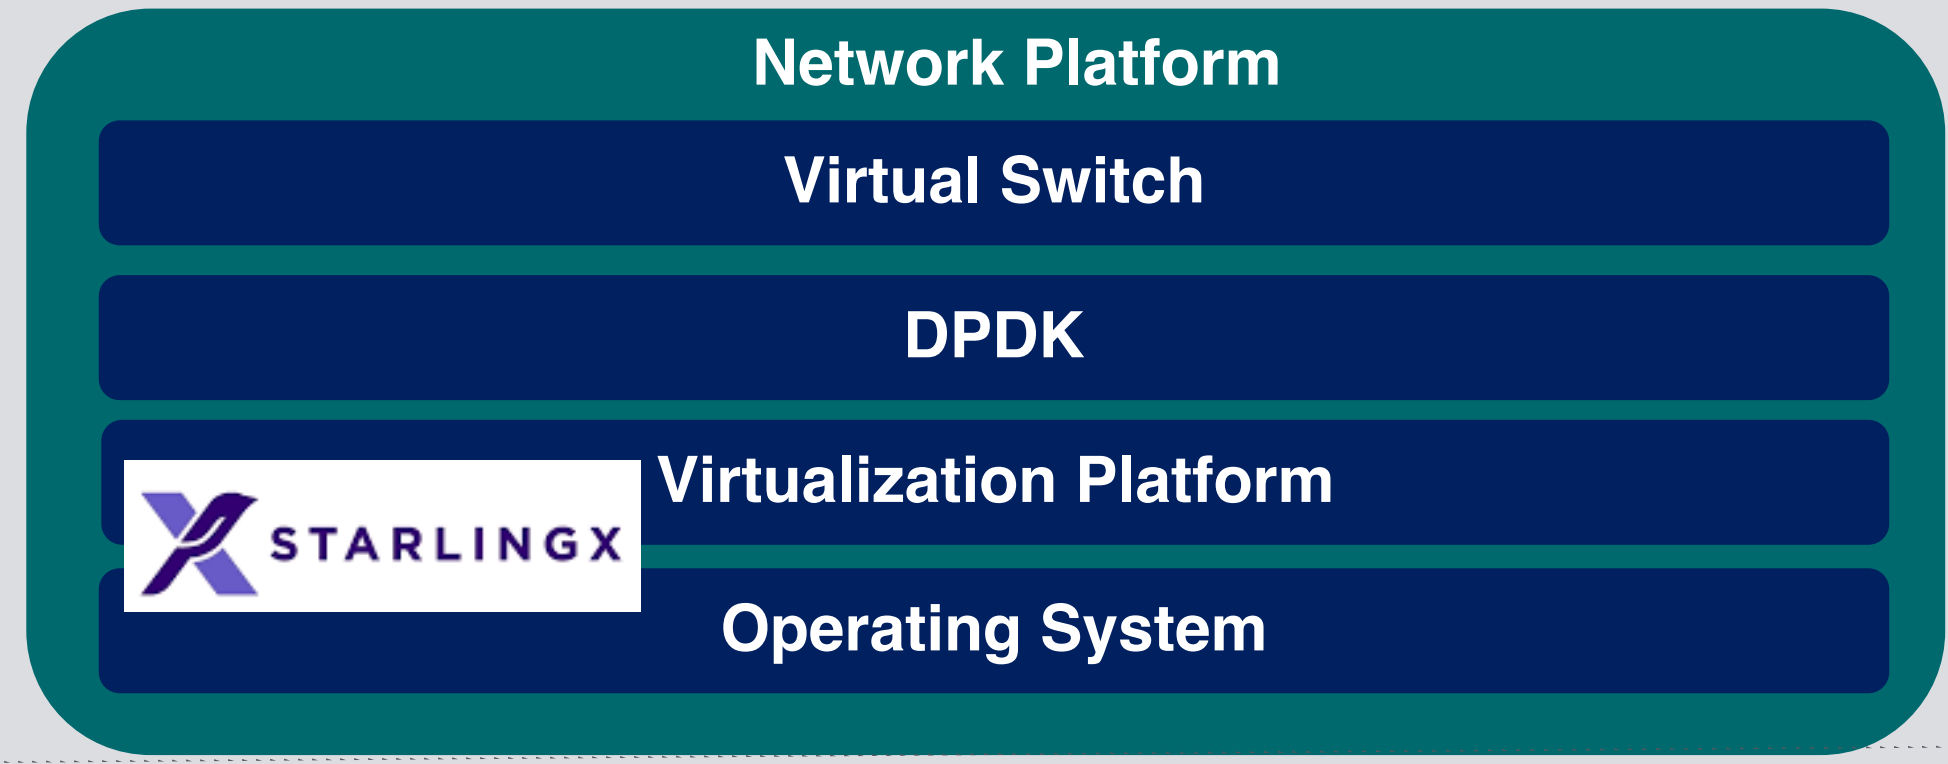 Network Platform
Virtual Switch
DPDK
Virtualization Platform
STARLINGX
Operating System